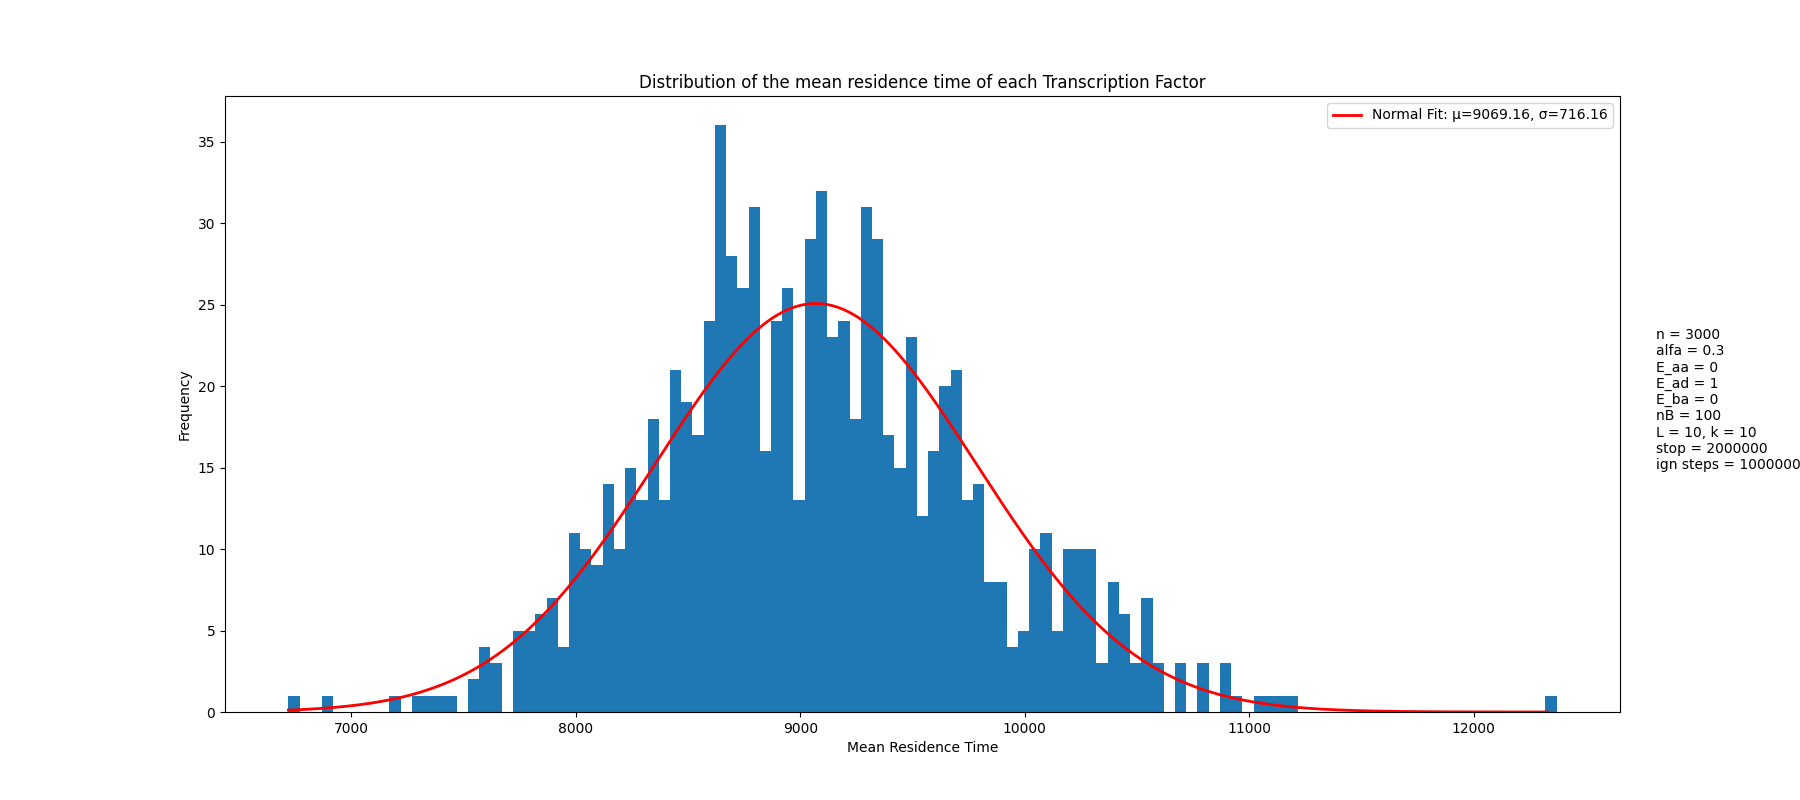 Distribution of the mean residence time of each Transcription Factor
Normal Fit: μ=9069.16, σ=716.16
Frequency
35
30
25
20
15
10
5
0
7000
8000
9000
10000
11000
12000
Mean Residence Time
n = 3000
alfa = 0.3
E_aa = 0
E_ad = 1
E_ba = 0
nB = 100
L = 10, k = 10
stop = 2000000
ign steps = 1000000